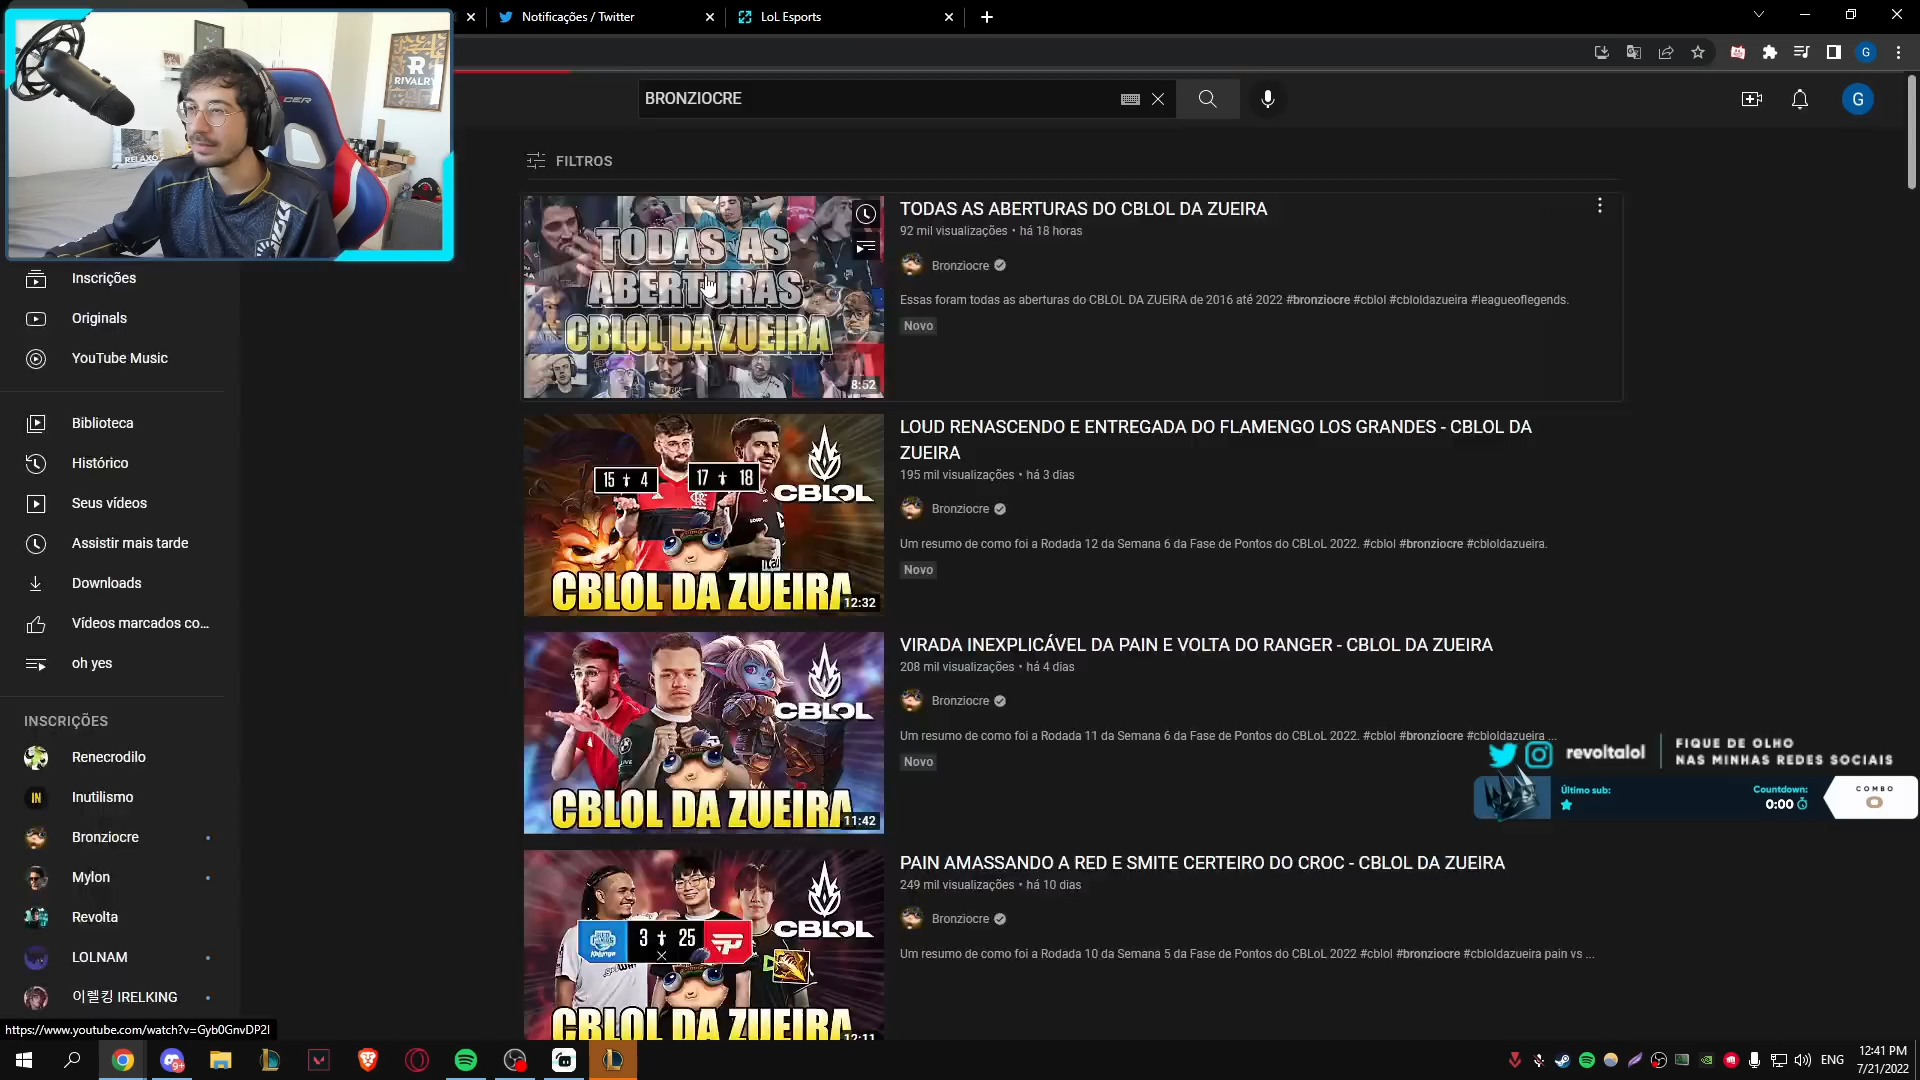 Notificações / Twitter
LoL Esports
BRONZIOCRE
G
RIVALRY
RELAXO
FILTROS
Inscrições
Originals
YouTube Music
Biblioteca
Histórico
Seus vídeos
Assistir mais tarde
Downloads
Vídeos marcados co...
oh yes
INSCRIÇÕES
Renecrodilo
Inutilismo
Bronziocre
Mylon
Revolta
LOLNAM
이렐킹 IRELKING
TODAS AS
ABERTURAS
CBLOL DA ZUEIRA
8:52
TODAS AS ABERTURAS DO CBLOL DA ZUEIRA
92 mil visualizações • há 18 horas
Bronziocre
Essas foram todas as aberturas do CBLOL DA ZUEIRA de 2016 até 2022 #bronziocre #cblol #cbloldazueira #leagueoflegends.
Novo
15 4
17 18
CBLOL
CBLOL DA ZUEIRA
12:32
LOUD RENASCENDO E ENTREGADA DO FLAMENGO LOS GRANDES - CBLOL DA
ZUEIRA
195 mil visualizações • há 3 dias
Bronziocre
Um resumo de como foi a Rodada 12 da Semana 6 da Fase de Pontos do CBLoL 2022. #cblol #bronziocre #cbloldazueira.
Novo
CBLOL
CBLOL DA ZUEIRA
11:42
VIRADA INEXPLICÁVEL DA PAIN E VOLTA DO RANGER - CBLOL DA ZUEIRA
208 mil visualizações • há 4 dias
Bronziocre
Um resumo de como foi a Rodada 11 da Semana 6 da Fase de Pontos do CBLoL 2022. #cblol #bronziocre #cbloldazueira ...
Novo
revoltalol
FIQUE DE OLHO
NAS MINHAS REDES SOCIAIS
Último sub:
Countdown:
0:00
COMBO
0
3 25
CBLOL
CBLOL DA ZUEIRA
12:11
PAIN AMASSANDO A RED E SMITE CERTEIRO DO CROC - CBLOL DA ZUEIRA
249 mil visualizações • há 10 dias
Bronziocre
Um resumo de como foi a Rodada 10 da Semana 5 da Fase de Pontos do CBLoL 2022 #cblol #bronziocre #cbloldazueira pain vs ...
https://www.youtube.com/watch?v=Gyb0GnvDP2I
ENG
12:41 PM
7/21/2022